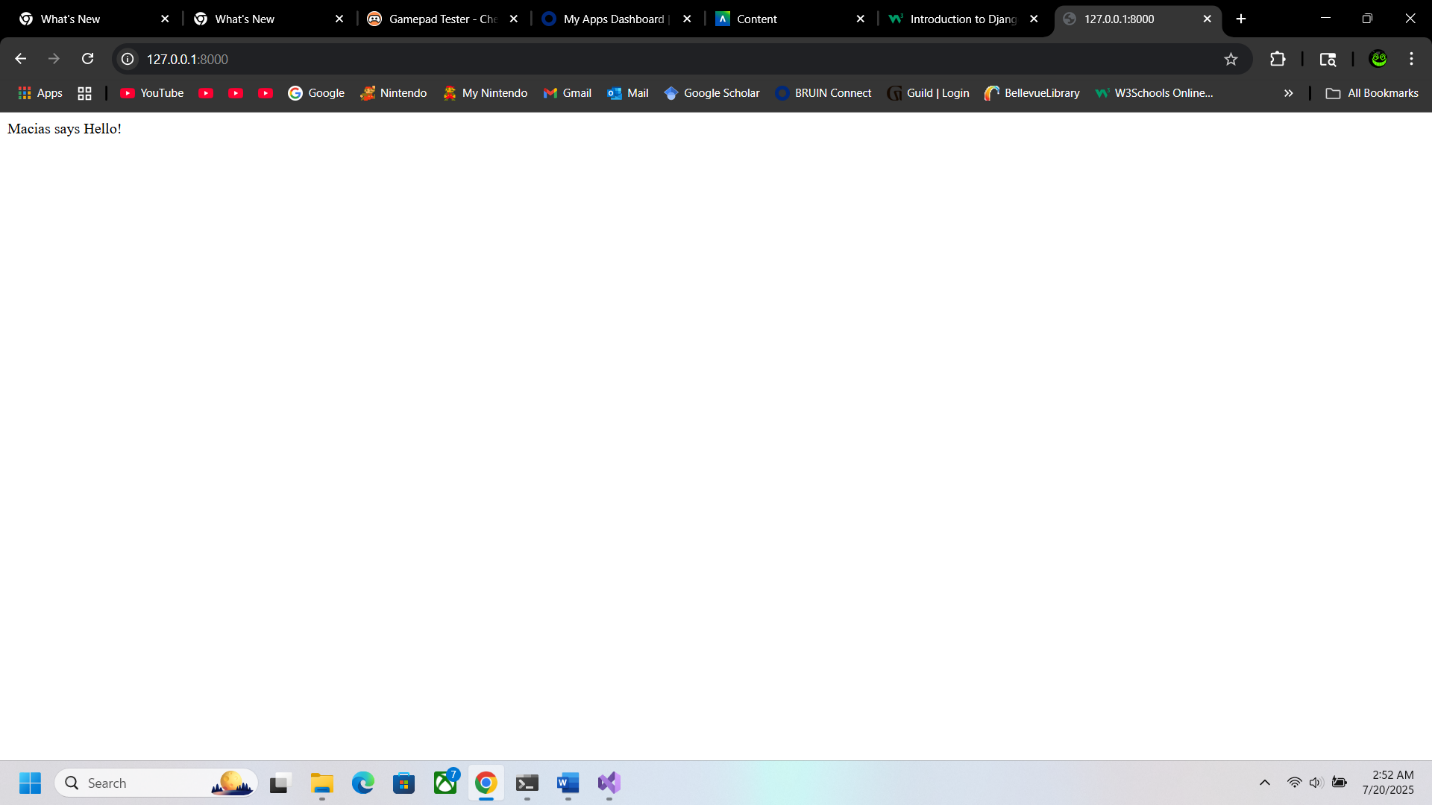 What's New
What's New
Gamepad Tester - Che
My Apps Dashboard |
Content
Introduction to Djang
127.0.0.1:8000
127.0.0.1:8000
Apps
YouTube
Google
Nintendo
My Nintendo
Gmail
Mail
Google Scholar
BRUIN Connect
Guild | Login
BellevueLibrary
W3Schools Online...
All Bookmarks
Macias says Hello!
Search
7
2:52 AM
7/20/2025